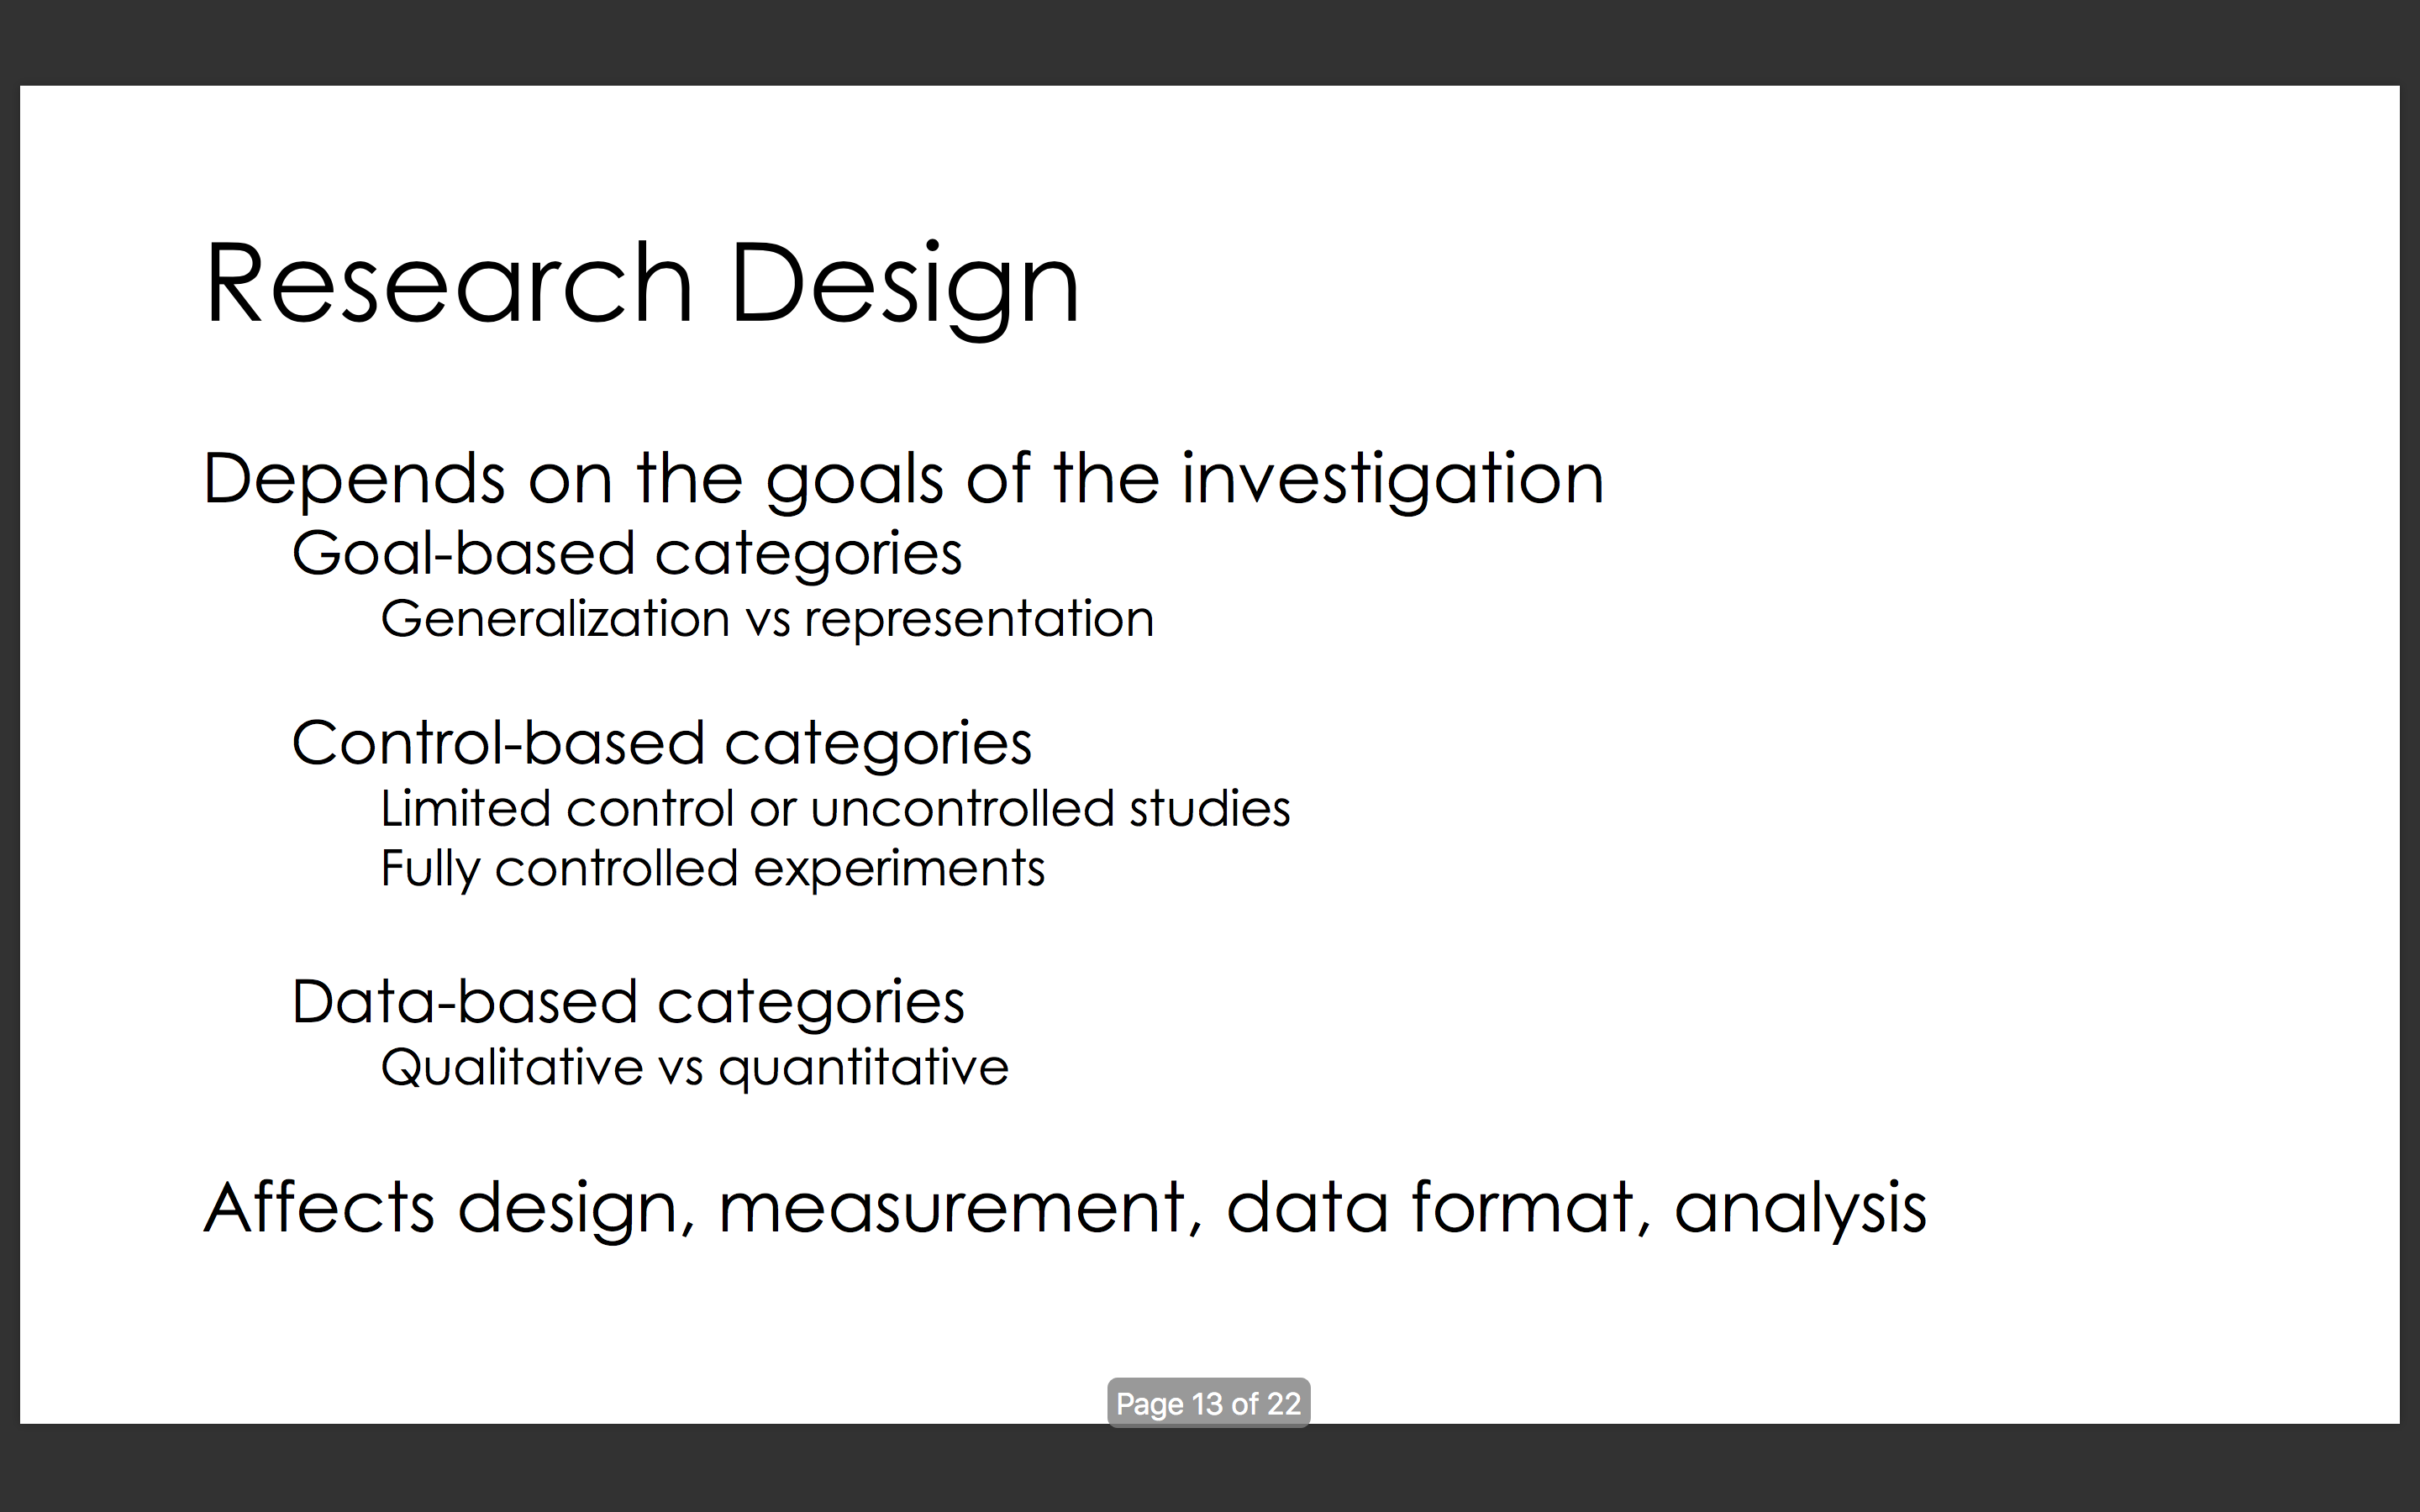 Research Design
Depends on the goals of the investigation
Goal-based categories
Generalization vs representation
Control-based categories
Limited control or uncontrolled studies
Fully controlled experiments
Data-based categories
Qualitative vs quantitative
Affects design, measurement, data format, analysis
Page 13 of 22